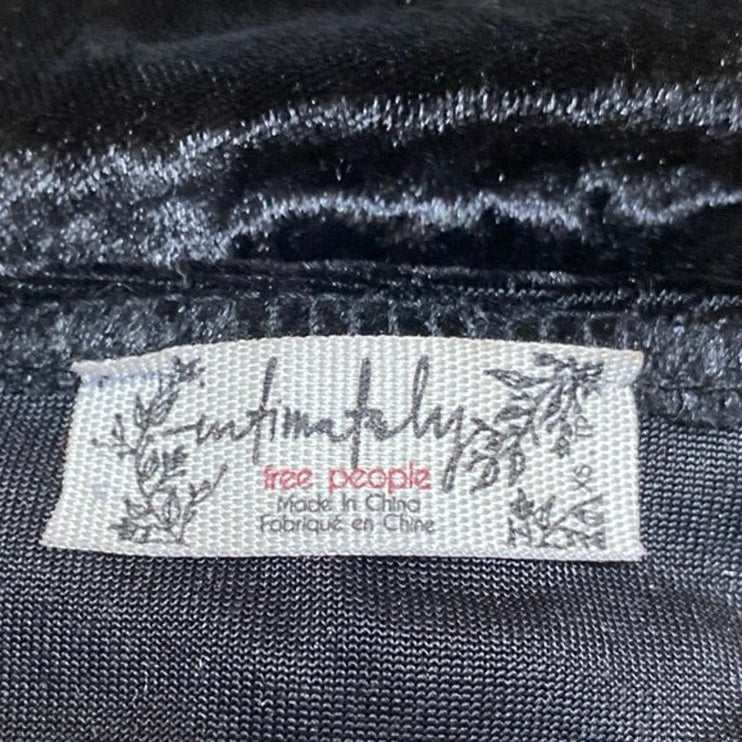 intimately
free people
Made In China
Fabriqué en Chine
XS